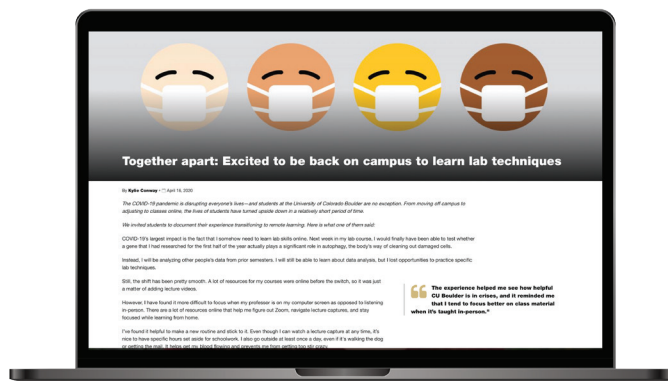 Together apart: Excited to be back on campus to learn lab techniques
By Kylie Conway • April 16, 2020
The COVID-19 pandemic is disrupting everyone's lives—and students at the University of Colorado Boulder are no exception. From moving off campus to
adjusting to classes online, the lives of students have turned upside down in a relatively short period of time.
We invited students to document their experience transitioning to remote learning. Here is what one of them said:
COVID-19's largest impact is the fact that I somehow need to learn lab skills online. Next week in my lab course, I would finally have been able to test whether
a gene that I had researched for the first half of the year actually plays a significant role in autophagy, the body's way of cleaning out damaged cells.
Instead, I will be analyzing other people's data from prior semesters. I will still be able to learn about data analysis, but I lost opportunities to practice specific
lab techniques.
Still, the shift has been pretty smooth. A lot of resources for my courses were online before the switch, so it was just
a matter of adding lecture videos.
However, I have found it more difficult to focus when my professor is on my computer screen as opposed to listening
in-person. There are a lot of resources online that help me figure out Zoom, navigate lecture captures, and stay
focused while learning from home.
I've found it helpful to make a new routine and stick to it. Even though I can watch a lecture capture at any time, it's
nice to have specific hours set aside for schoolwork. I also go outside at least once a day, even if it's walking the dog
or getting the mail. It helps get my blood flowing and prevents me from getting too stir crazy.
The experience helped me see how helpful
CU Boulder is in crises, and it reminded me
that I tend to focus better on class material
when it's taught in-person."